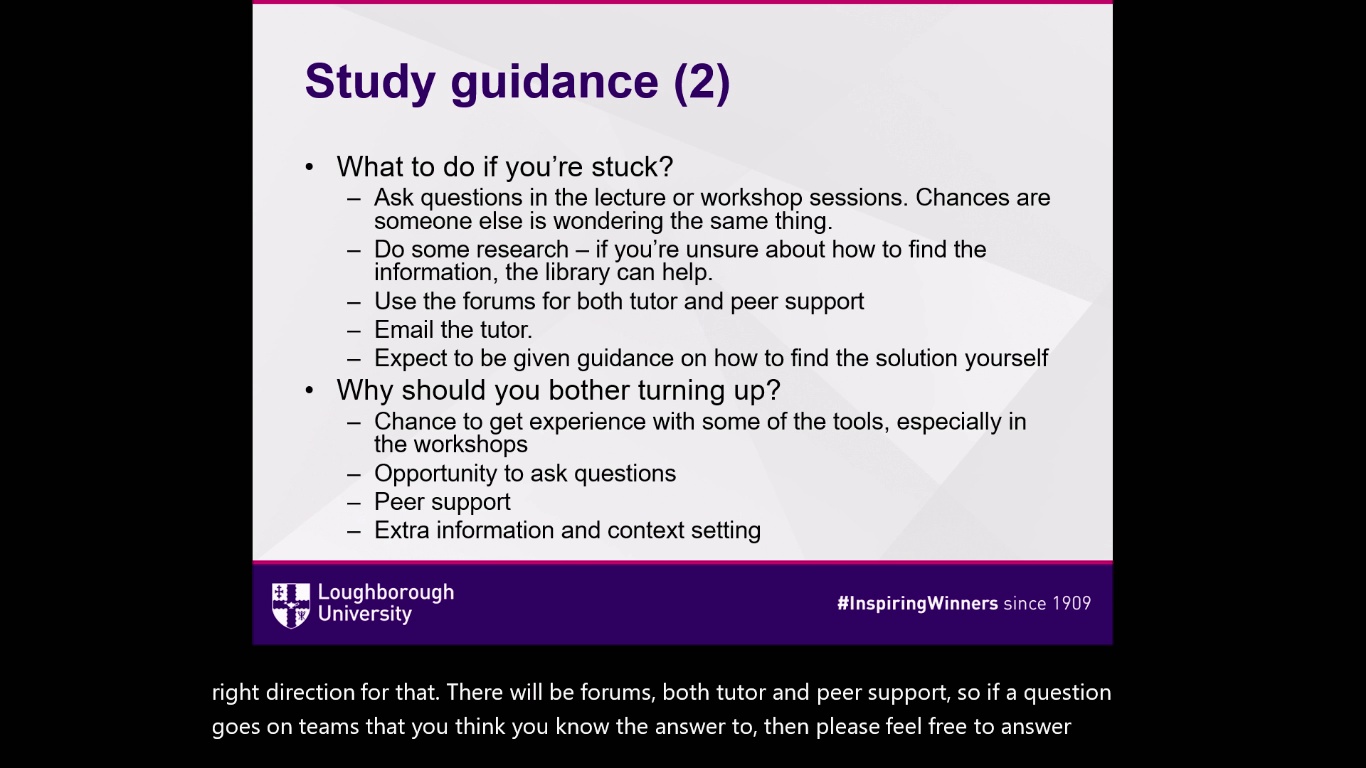 Study guidance (2)
• What to do if you’re stuck?
– Ask questions in the lecture or workshop sessions. Chances are
someone else is wondering the same thing.
– Do some research – if you’re unsure about how to find the
information, the library can help.
– Use the forums for both tutor and peer support
– Email the tutor.
– Expect to be given guidance on how to find the solution yourself
• Why should you bother turning up?
– Chance to get experience with some of the tools, especially in
the workshops
– Opportunity to ask questions
– Peer support
– Extra information and context setting
Loughborough
University
#InspiringWinners since 1909
right direction for that. There will be forums, both tutor and peer support, so if a question
goes on teams that you think you know the answer to, then please feel free to answer